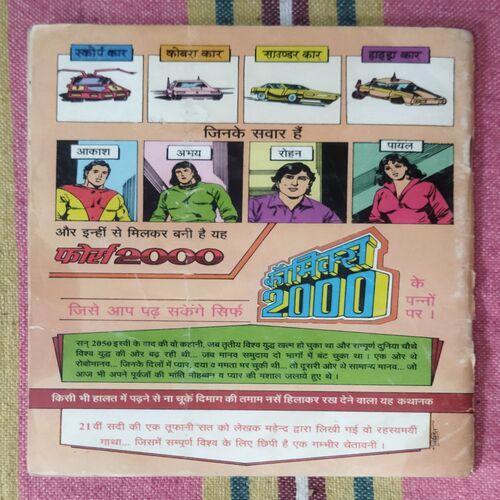 स्कोर्प कार कोबरा कार साउण्डर कार हाइड्रा कार
जिनके सवार हैं
आकाश अभय रोहन पायल
और इन्हीं से मिलकर बनी है यह
फोर्स 2000
कॉमिक्स
2000
जिसे आप पढ़ सकेंगे सिर्फ के पन्नों पर।
सन् 2050 इस्वी के बाद की वो कहानी, जब तृतीय विश्व युद्ध खत्म हो चुका था और सम्पूर्ण दुनिया चौथे
विश्व युद्ध की ओर बढ़ रही थी... जब मानव समुदाय दो भागों में बंट चुका था। एक ओर थे
रोबोमानव... जिनके दिलों में प्यार, दया व ममता मर चुकी थी... तो दूसरी ओर थे सामान्य मानव... जो
आज भी अपने पूर्वजों की भांति मोहब्बत व प्यार की मशाल जलाये हुए थे।
किसी भी हालत में पढ़ने से ना चूकें दिमाग की तमाम नसें हिलाकर रख देने वाला यह कथानक
21वीं सदी की एक तूफानी रात को लेखक महेन्द्र द्वारा लिखी गई वो रहस्यमयी
गाथा... जिसमें सम्पूर्ण विश्व के लिए छिपी है एक गम्भीर चेतावनी।